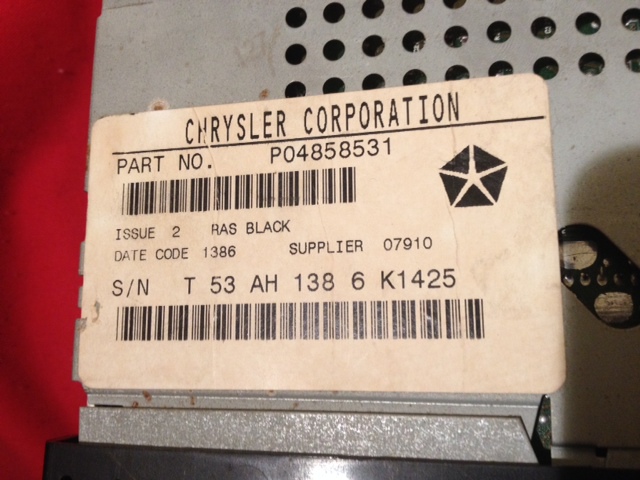 CHRYSLER CORPORATION
PART NO. P04858531
ISSUE 2 RAS BLACK
DATE CODE 1386 SUPPLIER 07910
S/N T 53 AH 138 6 K1425